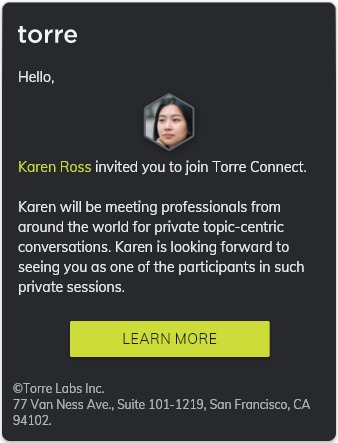 torre
Hello,
Karen Ross invited you to join Torre Connect.
Karen will be meeting professionals from
around the world for private topic-centric
conversations. Karen is looking forward to
seeing you as one of the participants in such
private sessions.
LEARN MORE
©Torre Labs Inc.
77 Van Ness Ave., Suite 101-1219, San Francisco, CA
94102.